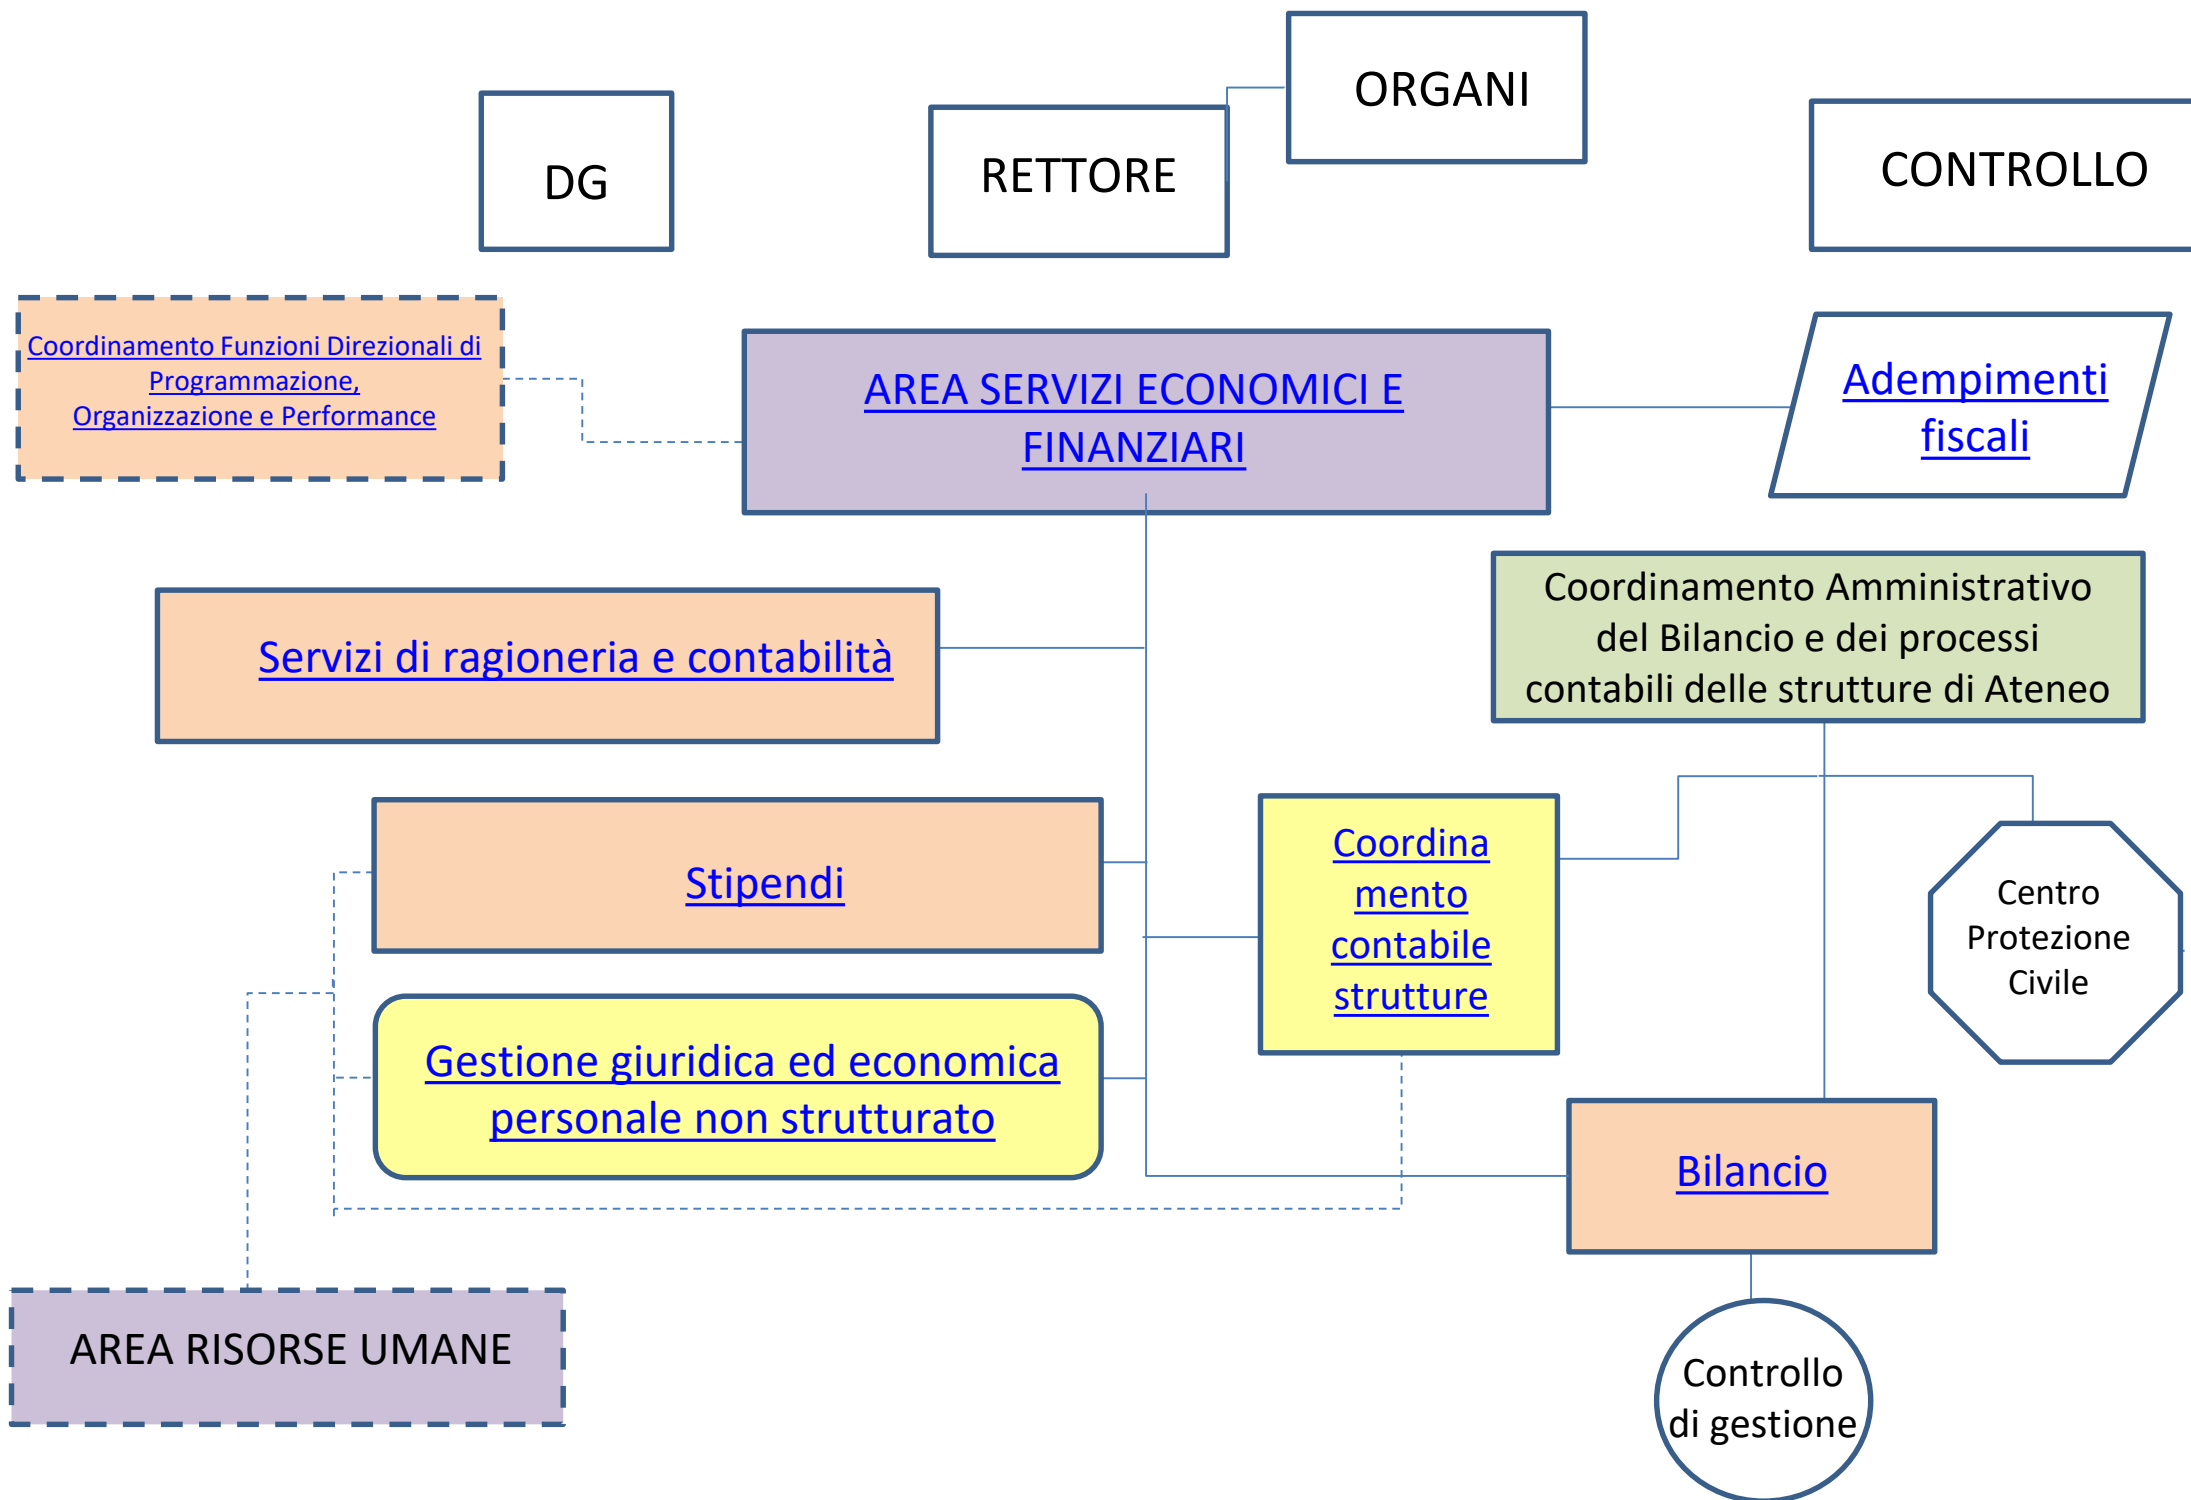 ORGANI
DG
RETTORE
CONTROLLO
Coordinamento Funzioni Direzionali di
Programmazione,
Organizzazione e Performance
AREA SERVIZI ECONOMICI E
FINANZIARI
Adempimenti
fiscali
Servizi di ragioneria e contabilità
Coordinamento Amministrativo
del Bilancio e dei processi
contabili delle strutture di Ateneo
Stipendi
Coordina
mento
contabile
strutture
Centro
Protezione
Civile
Gestione giuridica ed economica
personale non strutturato
Bilancio
AREA RISORSE UMANE
Controllo
di gestione